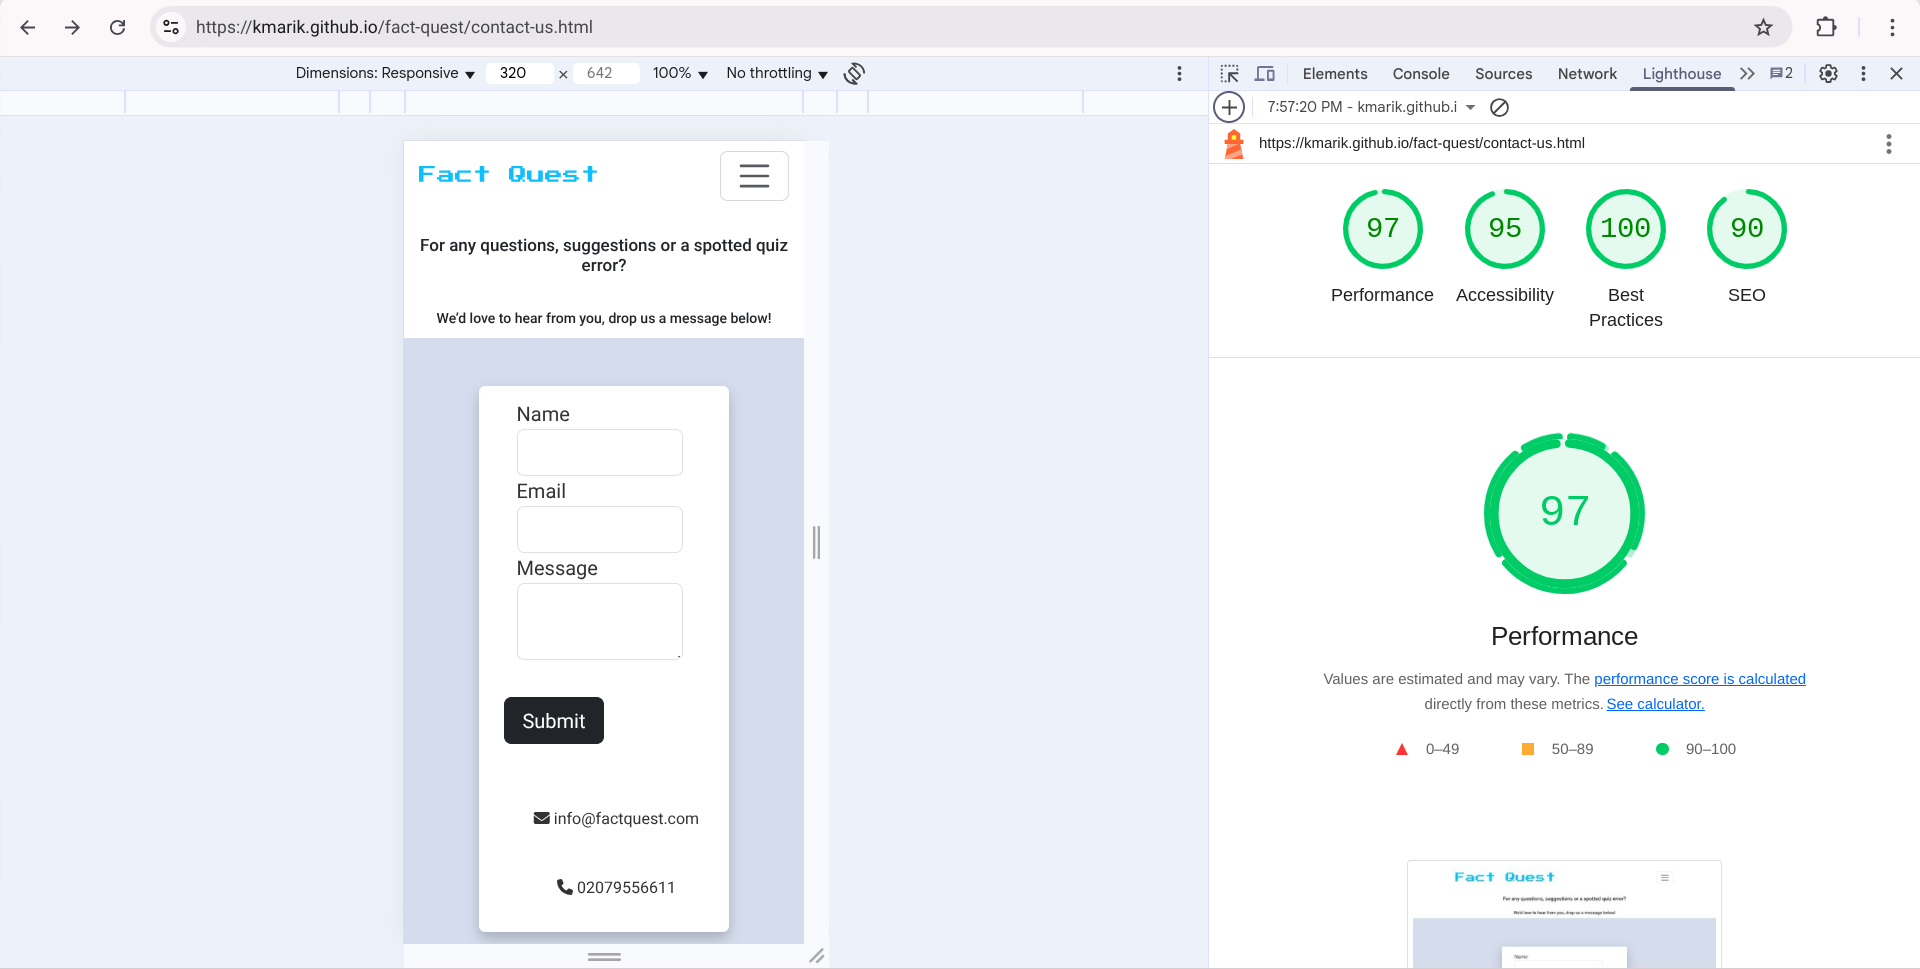 https://kmarik.github.io/fact-quest/contact-us.html
Dimensions: Responsive 320 × 642 100% No throttling
Elements Console Sources Network Lighthouse 2
7:57:20 PM - kmarik.github.i
https://kmarik.github.io/fact-quest/contact-us.html
Fact Quest
For any questions, suggestions or a spotted quiz
error?
We'd love to hear from you, drop us a message below!
Name
Email
Message
Submit
info@factquest.com
02079556611
97 95 100 90
Performance Accessibility Best SEO
Practices
97
Performance
Values are estimated and may vary. The performance score is calculated
directly from these metrics. See calculator.
0–49 50–89 90–100
Fact Quest
For any questions, suggestions or a spotted quiz error?
We'd love to hear from you, drop us a message below!
Name